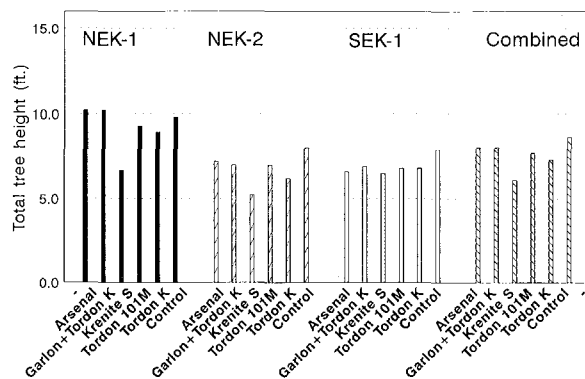 15.0
NEK-1
NEK-2
SEK-1
Combined
10.0
5.0
0.0
Total tree height (ft.)
-
Arsenal
Garlon+Tordon K
Krenite S
Tordon 101M
Tordon K
Control
Arsenal
Garlon+Tordon K
Krenite S
Tordon 101M
Tordon K
Control
Arsenal
Garlon+Tordon K
Krenite S
Tordon 101M
Tordon K
Control
Arsenal
Garlon+Tordon K
Krenite S
Tordon 101M
Tordon K
Control
-